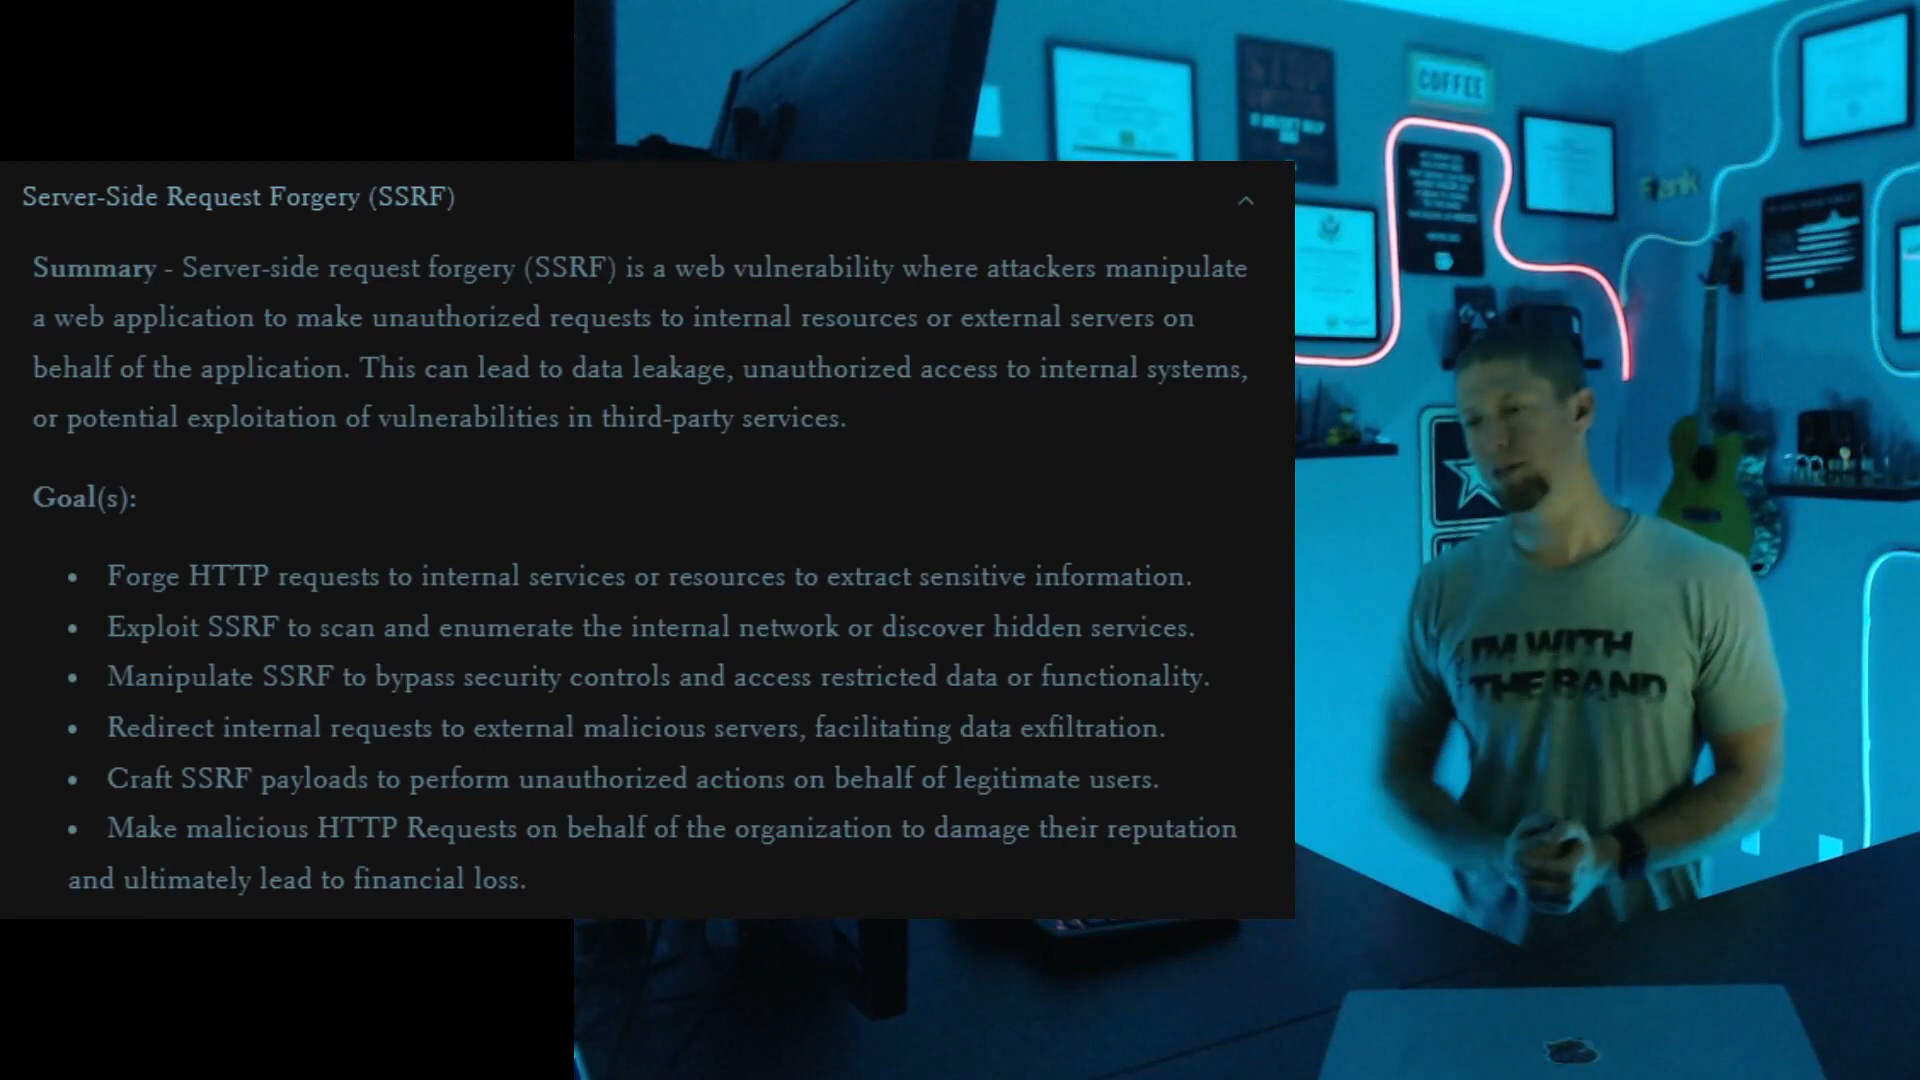 COFFEE
Frank
Server-Side Request Forgery (SSRF)
Summary - Server-side request forgery (SSRF) is a web vulnerability where attackers manipulate
a web application to make unauthorized requests to internal resources or external servers on
behalf of the application. This can lead to data leakage, unauthorized access to internal systems,
or potential exploitation of vulnerabilities in third-party services.
Goal(s):
• Forge HTTP requests to internal services or resources to extract sensitive information.
• Exploit SSRF to scan and enumerate the internal network or discover hidden services.
• Manipulate SSRF to bypass security controls and access restricted data or functionality.
• Redirect internal requests to external malicious servers, facilitating data exfiltration.
• Craft SSRF payloads to perform unauthorized actions on behalf of legitimate users.
• Make malicious HTTP Requests on behalf of the organization to damage their reputation
and ultimately lead to financial loss.
I'M WITH
THE BAND